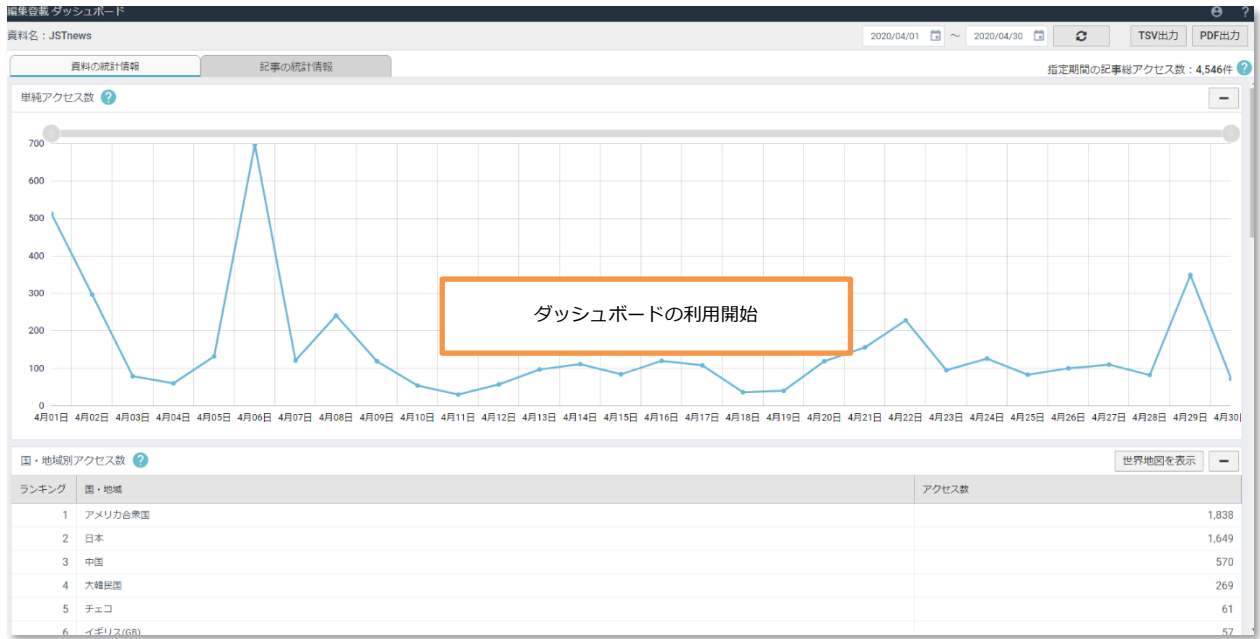 編集登載 ダッシュボード
?
資料名：JSTnews
2020/04/01 ～ 2020/04/30
TSV出力 PDF出力
資料の統計情報 記事の統計情報
指定期間の記事総アクセス数：4,546件 ?
単純アクセス数 ?
700
600
500
400
300
200
100
0
ダッシュボードの利用開始
4月01日 4月02日 4月03日 4月04日 4月05日 4月06日 4月07日 4月08日 4月09日 4月10日 4月11日 4月12日 4月13日 4月14日 4月15日 4月16日 4月17日 4月18日 4月19日 4月20日 4月21日 4月22日 4月23日 4月24日 4月25日 4月26日 4月27日 4月28日 4月29日 4月30日
国・地域別アクセス数 ?
世界地図を表示
ランキング 国・地域 アクセス数
1 アメリカ合衆国 1,838
2 日本 1,649
3 中国 570
4 大韓民国 269
5 チェコ 61
6 イギリス(GB) 57